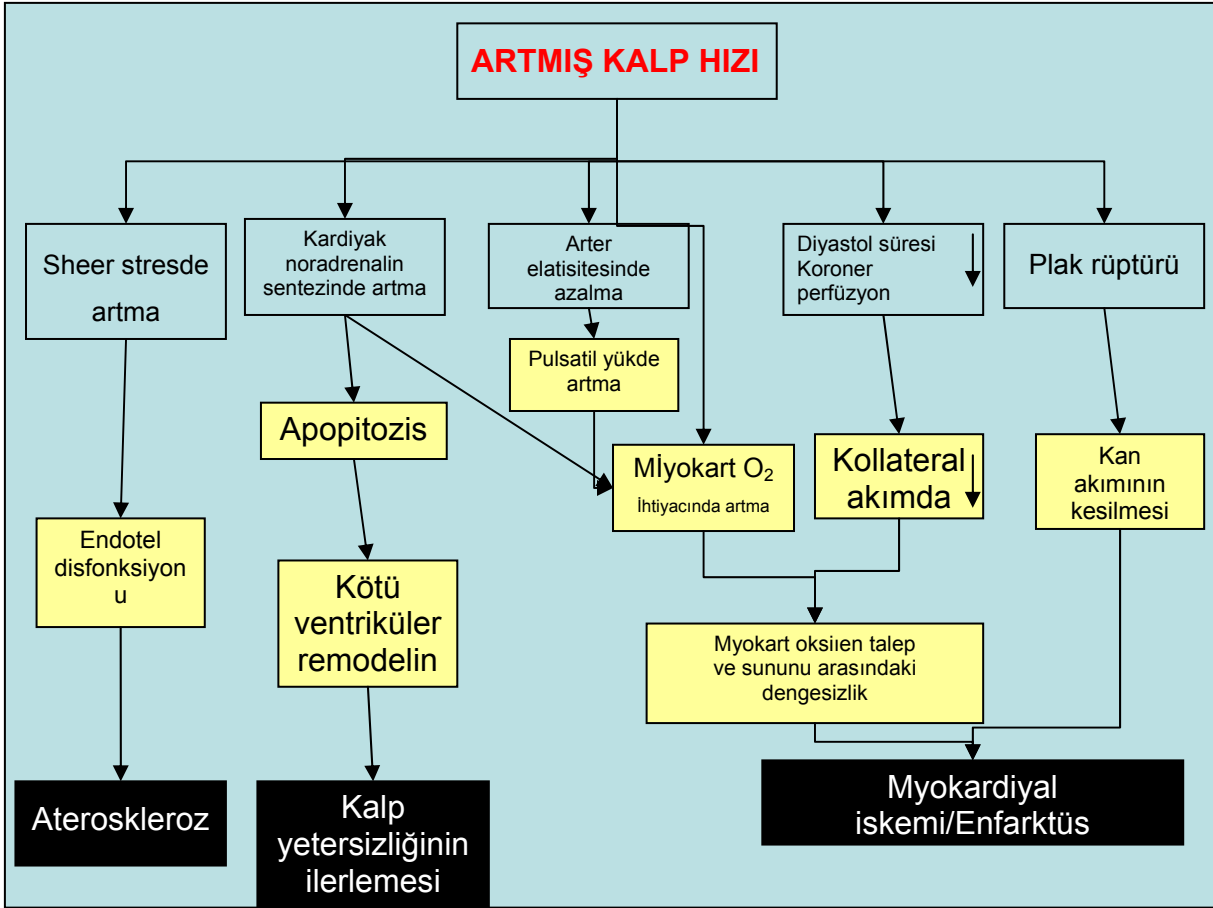 ARTMIŞ KALP HIZI
Sheer stresde
artma
Kardiyak
noradrenalin
sentezinde artma
Arter
elatisitesinde
azalma
Diyastol süresi
Koroner
perfüzyon
Plak rüptürü
Pulsatil yükde
artma
Apopitozis
Mİyokart O₂
İhtiyacında artma
Kollateral
akımda
Kan
akımının
kesilmesi
Endotel
disfonksiyon
u
Kötü
ventriküler
remodelin
Myokart oksiıen talep
ve sununu arasındaki
dengesizlik
Ateroskleroz
Kalp
yetersizliğinin
ilerlemesi
Myokardiyal
iskemi/Enfarktüs